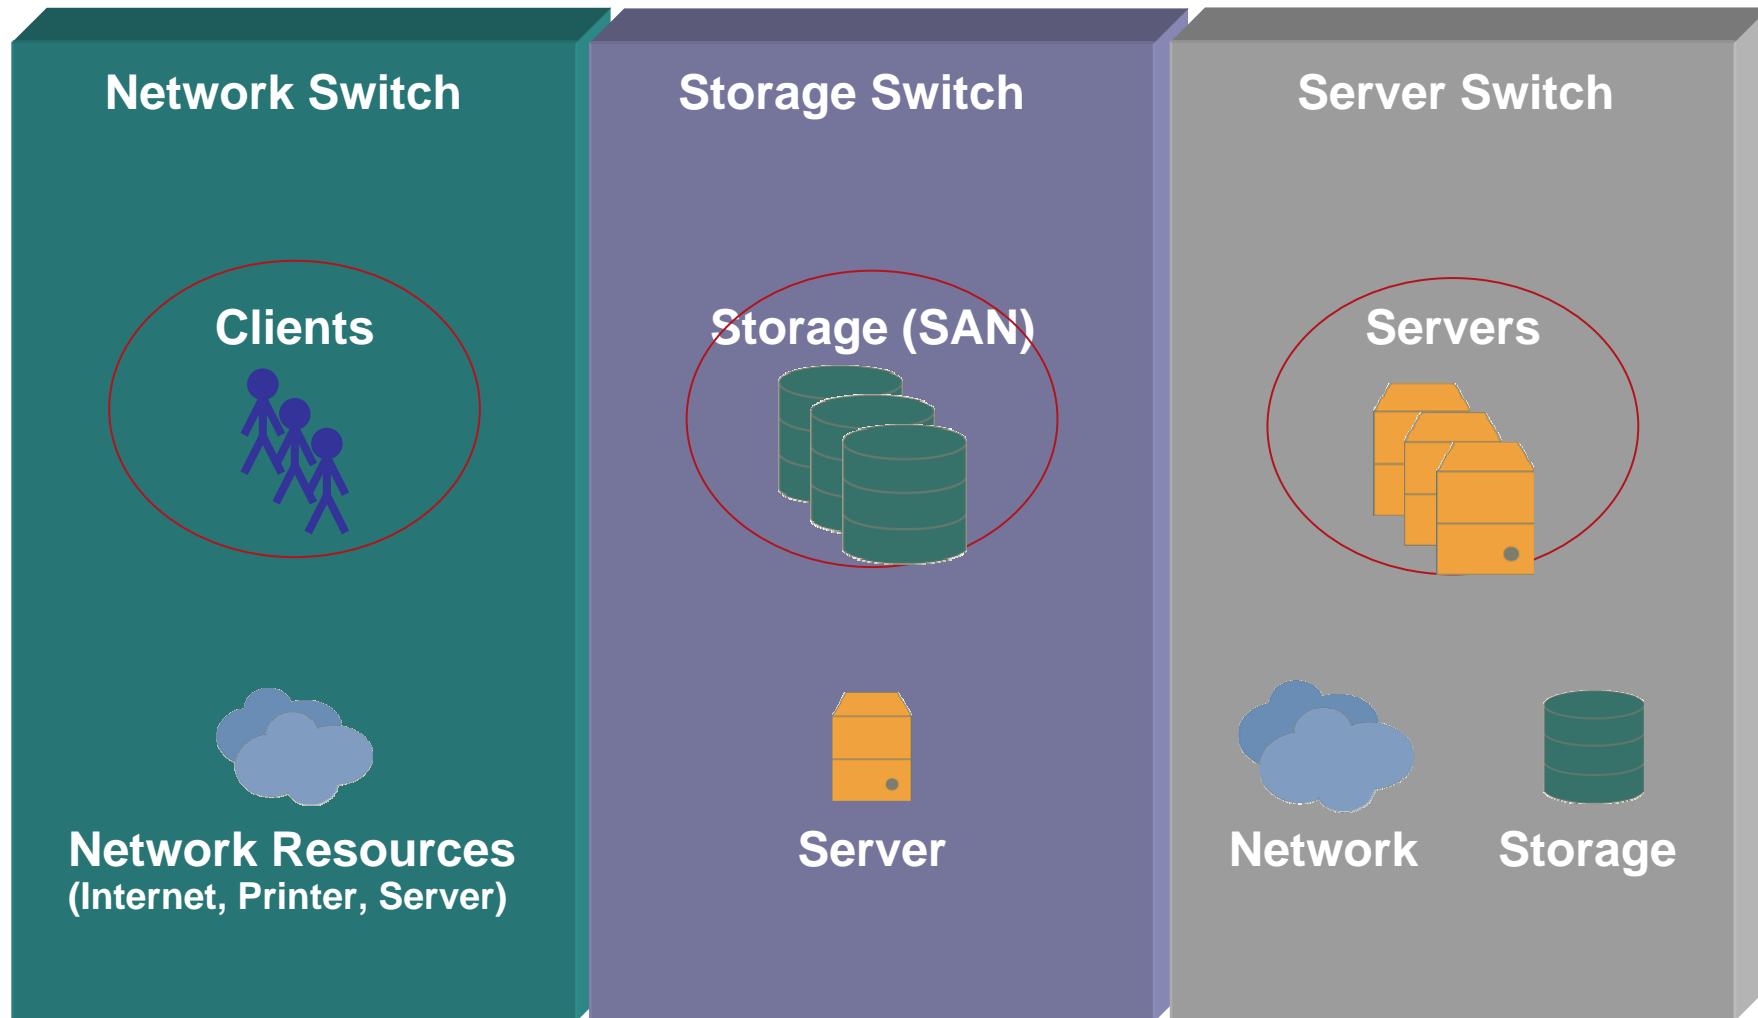 Network Switch
Clients
Network Resources
(Internet, Printer, Server)
Storage Switch
Storage (SAN)
Server
Server Switch
Servers
Network
Storage